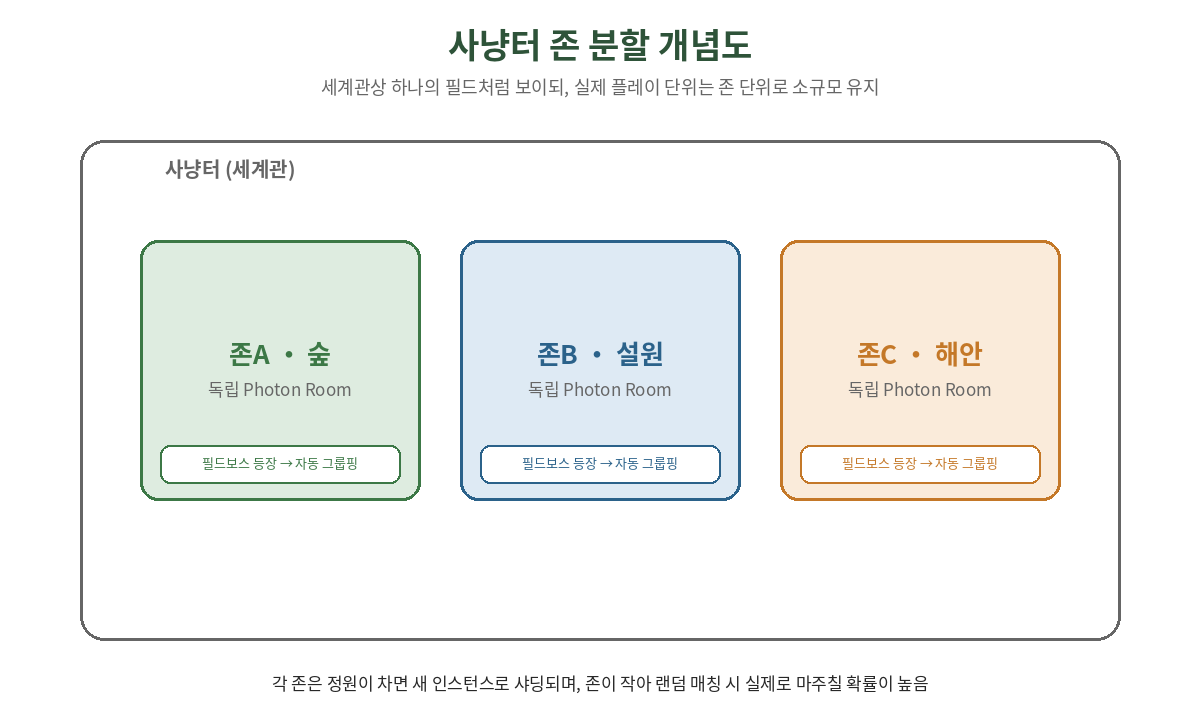 사냥터 존 분할 개념도
세계관상 하나의 필드처럼 보이되, 실제 플레이 단위는 존 단위로 소규모 유지
사냥터 (세계관)
존A · 숲
독립 Photon Room
필드보스 등장→자동 그룹핑
존B · 설원
독립 Photon Room
필드보스 등장→자동 그룹핑
존C · 해안
독립 Photon Room
필드보스 등장→자동 그룹핑
각 존은 정원이 차면 새 인스턴스로 샤딩되며, 존이 작아 랜덤 매칭 시 실제로 마주칠 확률이 높음